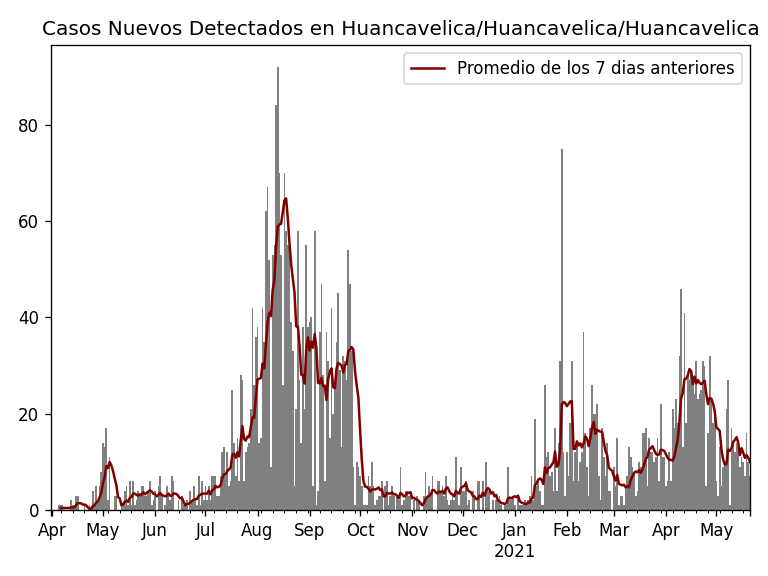 Casos Nuevos Detectados en Huancavelica/Huancavelica/Huancavelica
Promedio de los 7 dias anteriores
80
60
40
20
0
Apr May Jun Jul Aug Sep Oct Nov Dec Jan Feb Mar Apr May
2021